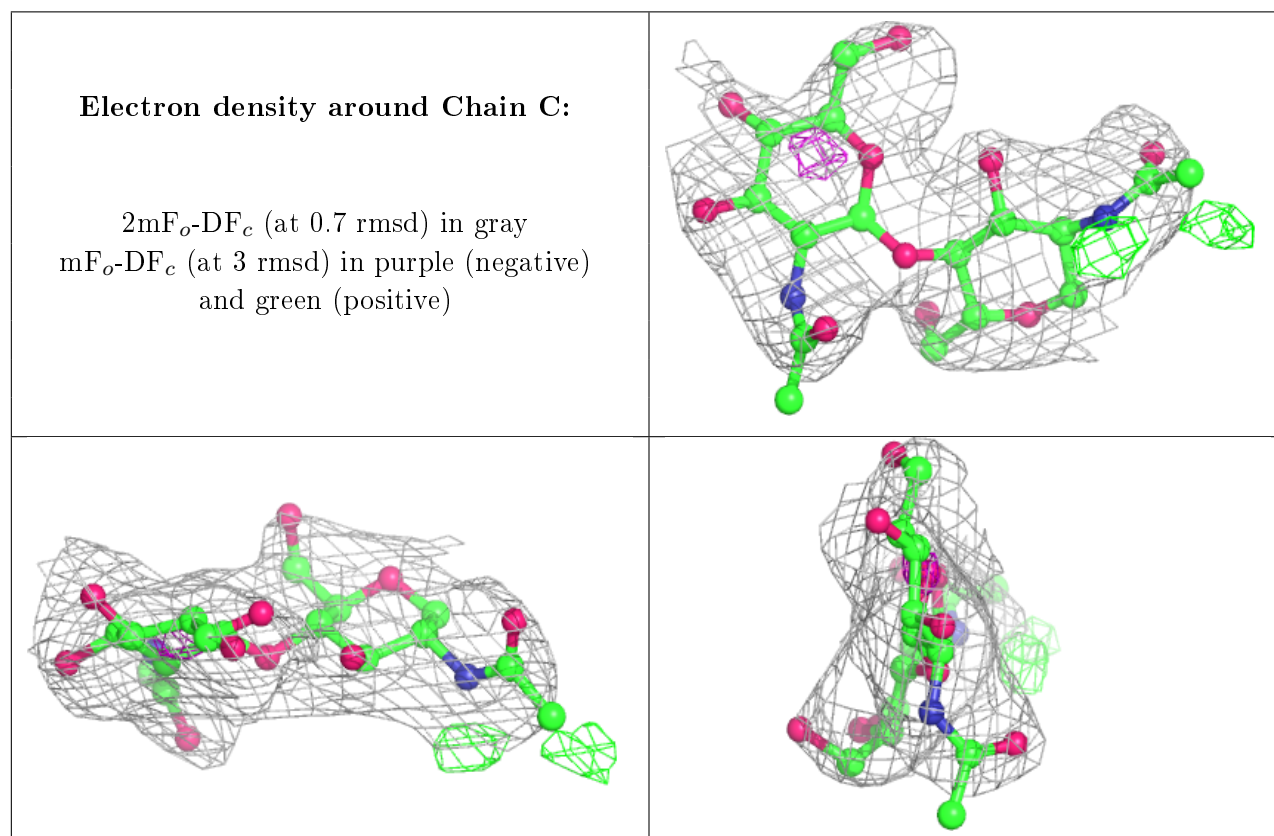 Electron density around Chain C:
2mFₒ-DF𝒸 (at 0.7 rmsd) in gray
mFₒ-DF𝒸 (at 3 rmsd) in purple (negative)
and green (positive)